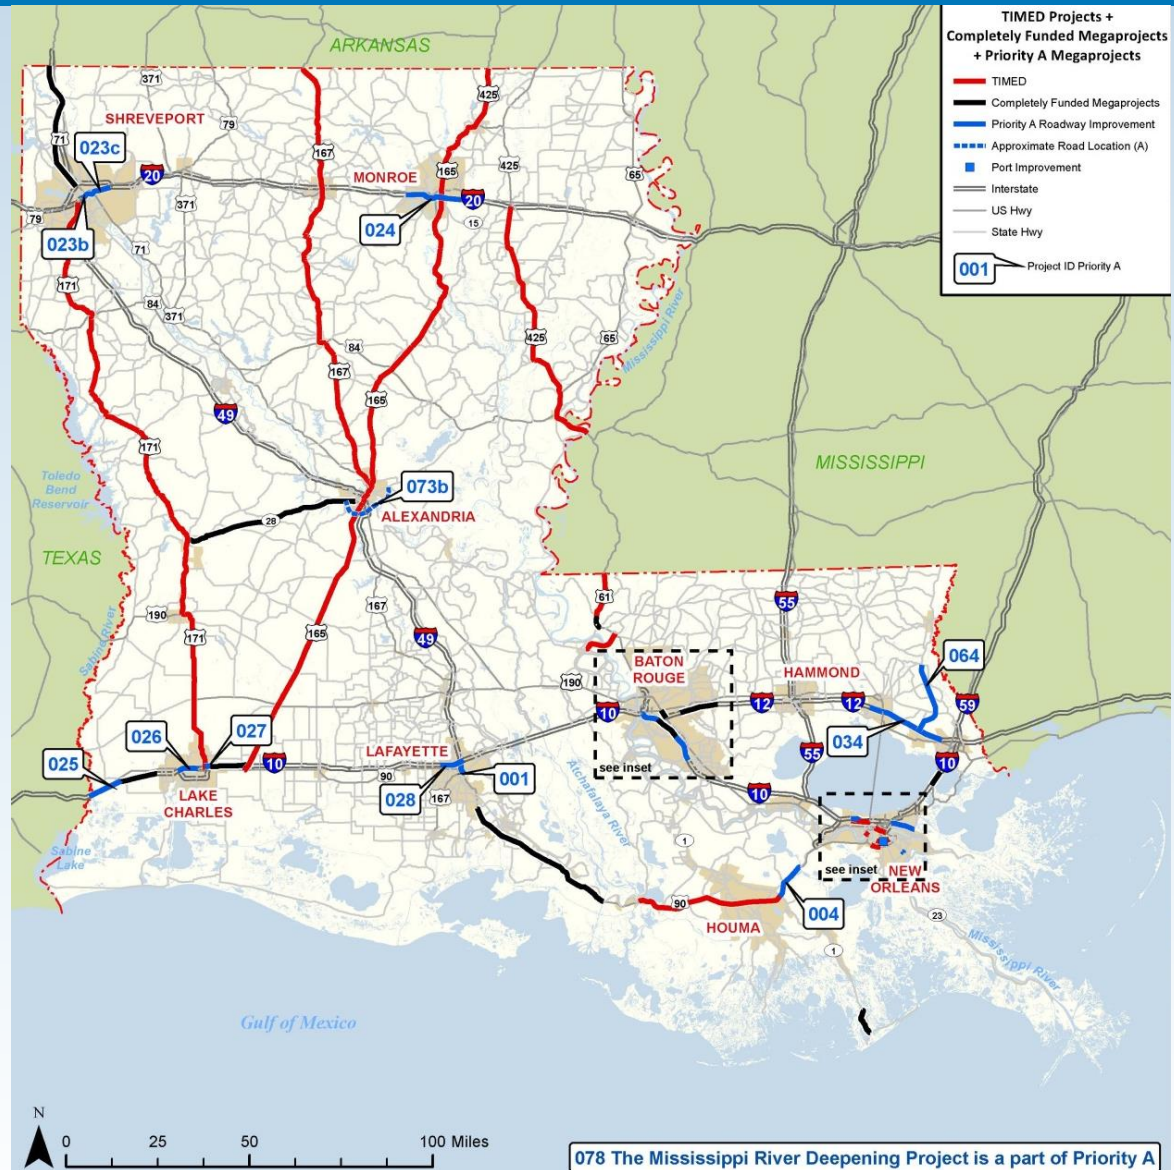 TIMED Projects +
Completely Funded Megaprojects
+ Priority A Megaprojects
TIMED
Completely Funded Megaprojects
Priority A Roadway Improvement
Approximate Road Location (A)
Port Improvement
Interstate
US Hwy
State Hwy
001
Project ID Priority A
ARKANSAS
371
425
SHREVEPORT
79
71
023c
167
425
20
MONROE
165
65
20
79
371
15
024
023b
71
171
84
371
425
65
84
Mississippi River
167
165
49
171
MISSISSIPPI
Toledo
Bend
Reservoir
073b
ALEXANDRIA
28
TEXAS
61
55
190
167
165
171
49
Sabine River
BATON
ROUGE
064
HAMMOND
190
10
12
12
59
026
027
034
025
LAFAYETTE
10
90
55
10
see inset
LAKE
CHARLES
028
167
001
10
Atchafalaya River
1
Sabine
Lake
see inset
NEW
ORLEANS
90
004
HOUMA
23
1
Mississippi River
Gulf of Mexico
N
0 25 50 100 Miles
078 The Mississippi River Deepening Project is a part of Priority A